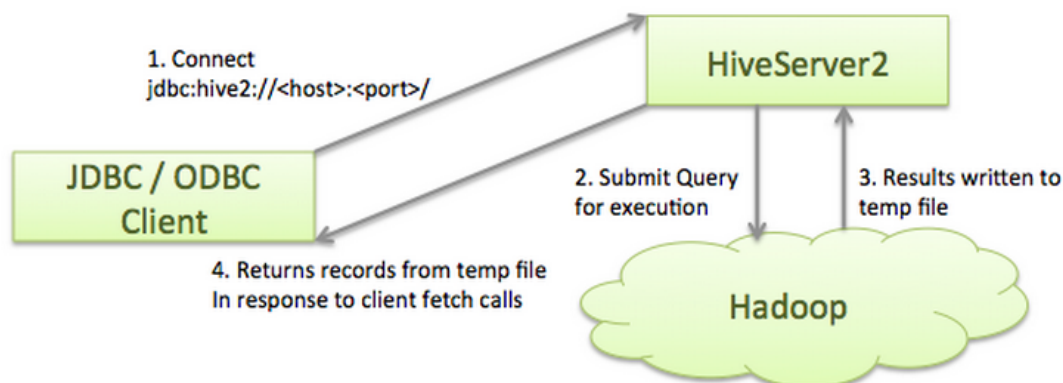 1. Connect
jdbc:hive2://<host>:<port>/
HiveServer2
JDBC / ODBC
Client
2. Submit Query
for execution
3. Results written to
temp file
4. Returns records from temp file
In response to client fetch calls
Hadoop